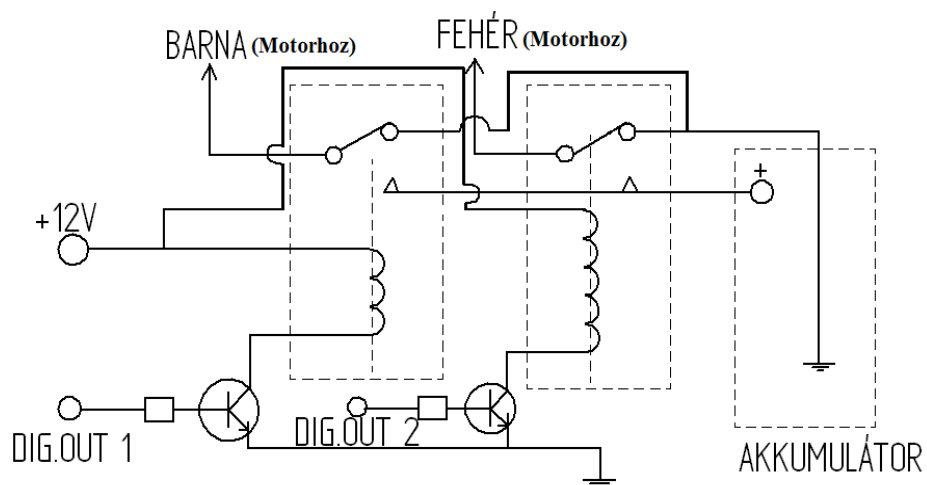 BARNA (Motorhoz)
FEHÉR (Motorhoz)
+
+12V
DIG.OUT 1
DIG.OUT 2
AKKUMULÁTOR